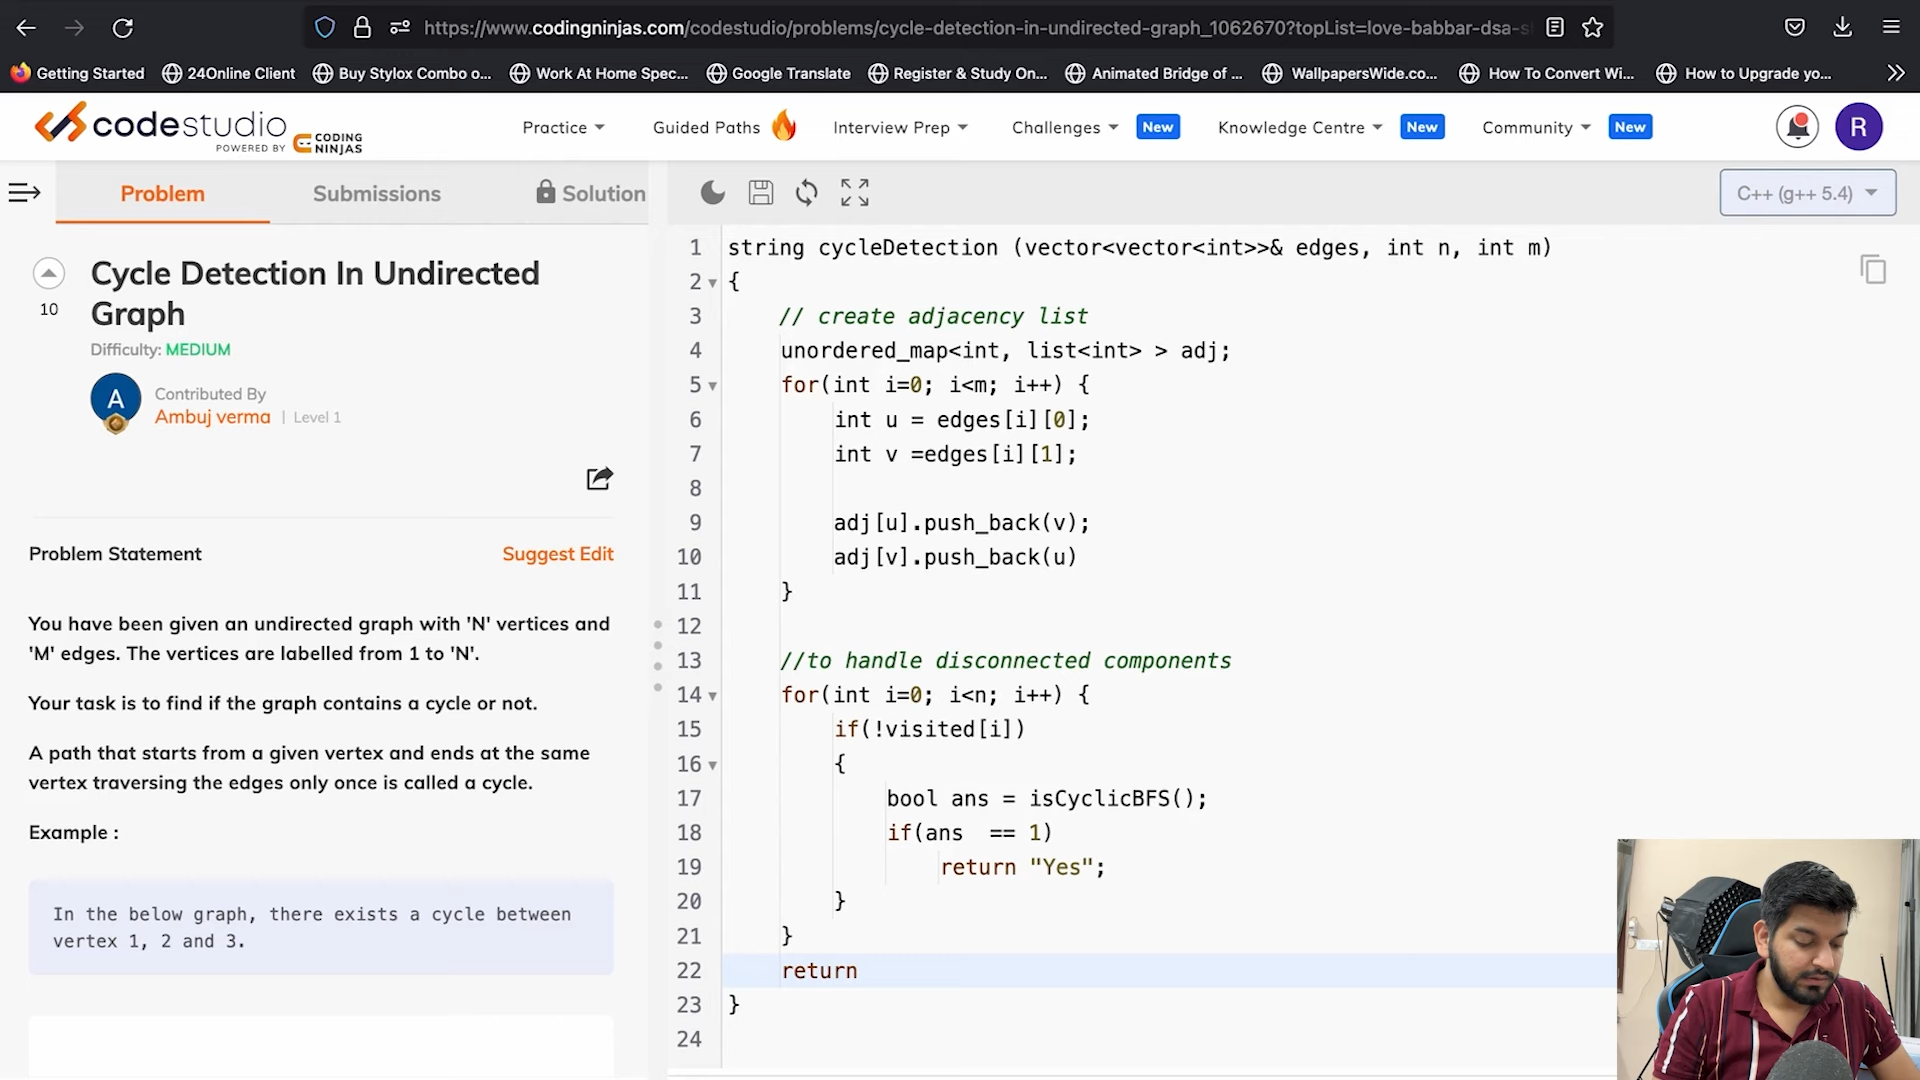 https://www.codingninjas.com/codestudio/problems/cycle-detection-in-undirected-graph_1062670?topList=love-babbar-dsa-s
Getting Started
24Online Client
Buy Stylox Combo o...
Work At Home Spec...
Google Translate
Register & Study On...
Animated Bridge of ...
WallpapersWide.co...
How To Convert Wi...
How to Upgrade yo...
codestudio
POWERED BY
CODING NINJAS
Practice
Guided Paths
Interview Prep
Challenges
New
Knowledge Centre
New
Community
New
R
Problem
Submissions
Solution
C++ (g++ 5.4)
Cycle Detection In Undirected
Graph
10
Difficulty: MEDIUM
A
Contributed By
Ambuj verma | Level 1
Problem Statement
Suggest Edit
You have been given an undirected graph with 'N' vertices and
'M' edges. The vertices are labelled from 1 to 'N'.
Your task is to find if the graph contains a cycle or not.
A path that starts from a given vertex and ends at the same
vertex traversing the edges only once is called a cycle.
Example :
In the below graph, there exists a cycle between
vertex 1, 2 and 3.
1 string cycleDetection (vector<vector<int>>& edges, int n, int m)
2 {
3 // create adjacency list
4 unordered_map<int, list<int> > adj;
5 for(int i=0; i<m; i++) {
6 int u = edges[i][0];
7 int v =edges[i][1];
8
9 adj[u].push_back(v);
10 adj[v].push_back(u)
11 }
12
13 //to handle disconnected components
14 for(int i=0; i<n; i++) {
15 if(!visited[i])
16 {
17 bool ans = isCyclicBFS();
18 if(ans  == 1)
19 return "Yes";
20 }
21 }
22 return
23 }
24